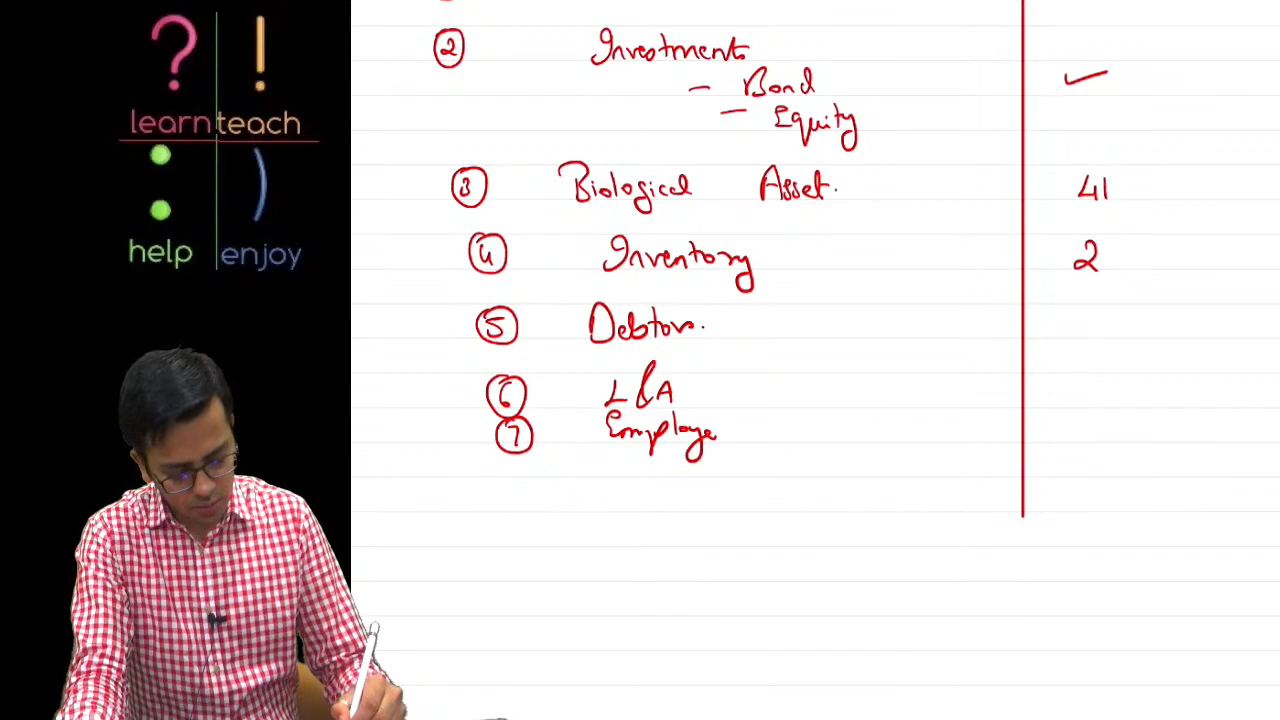 ? !
learn teach
: )
help enjoy
2 Investments
- Bond
- Equity
3 Biological Asset. 41
4 Inventory 2
5 Debtors.
6 L&A
7 Employe